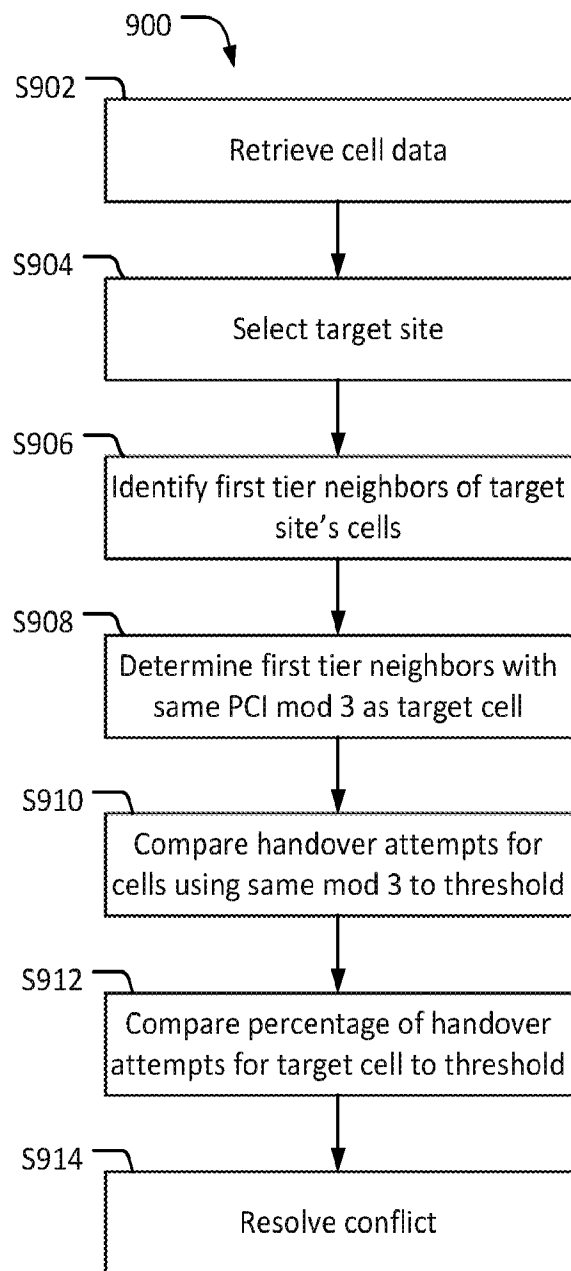 900
S902
Retrieve cell data
S904
Select target site
S906
Identify first tier neighbors of target
site's cells
S908
Determine first tier neighbors with
same PCI mod 3 as target cell
S910
Compare handover attempts for
cells using same mod 3 to threshold
S912
Compare percentage of handover
attempts for target cell to threshold
S914
Resolve conflict